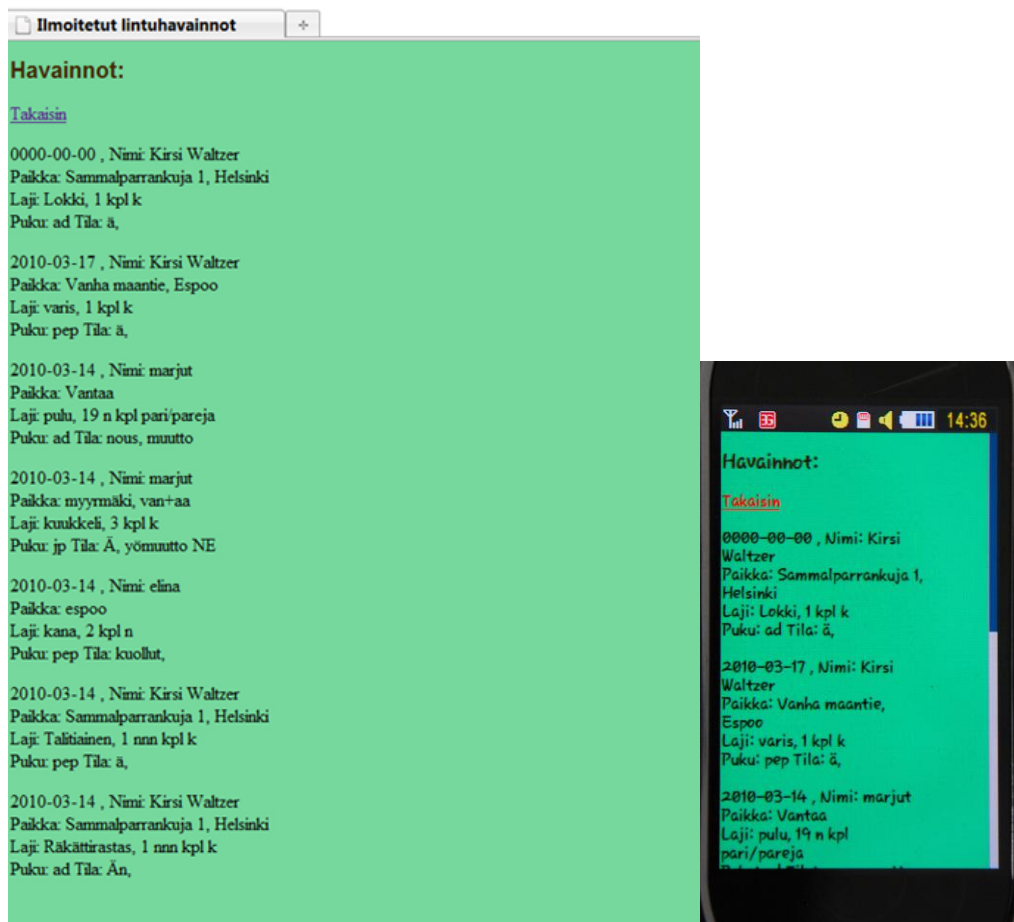 Ilmoitetut lintuhavainnot
Havainnot:
Takaisin
0000-00-00 , Nimi: Kirsi Waltzer
Paikka: Sammalparrankuja 1, Helsinki
Laji: Lokki, 1 kpl k
Puku: ad Tila: ä,
2010-03-17 , Nimi: Kirsi Waltzer
Paikka: Vanha maantie, Espoo
Laji: varis, 1 kpl k
Puku: pep Tila: ä,
2010-03-14 , Nimi: marjut
Paikka: Vantaa
Laji: pulu, 19 n kpl pari/pareja
Puku: ad Tila: nous, muutto
2010-03-14 , Nimi: marjut
Paikka: myyrmäki, van+aa
Laji: kuukkeli, 3 kpl k
Puku: jp Tila: Ä, yömuutto NE
2010-03-14 , Nimi: elina
Paikka: espoo
Laji: kana, 2 kpl n
Puku: pep Tila: kuollut,
2010-03-14 , Nimi: Kirsi Waltzer
Paikka: Sammalparrankuja 1, Helsinki
Laji: Talitiainen, 1 nnn kpl k
Puku: pep Tila: ä,
2010-03-14 , Nimi: Kirsi Waltzer
Paikka: Sammalparrankuja 1, Helsinki
Laji: Räkättirastas, 1 nnn kpl k
Puku: ad Tila: Än,
14:36
Havainnot:
Takaisin
0000-00-00 , Nimi: Kirsi
Waltzer
Paikka: Sammalparrankuja 1,
Helsinki
Laji: Lokki, 1 kpl k
Puku: ad Tila: ä,
2010-03-17 , Nimi: Kirsi
Waltzer
Paikka: Vanha maantie,
Espoo
Laji: varis, 1 kpl k
Puku: pep Tila: ä,
2010-03-14 , Nimi: marjut
Paikka: Vantaa
Laji: pulu, 19 n kpl
pari/pareja